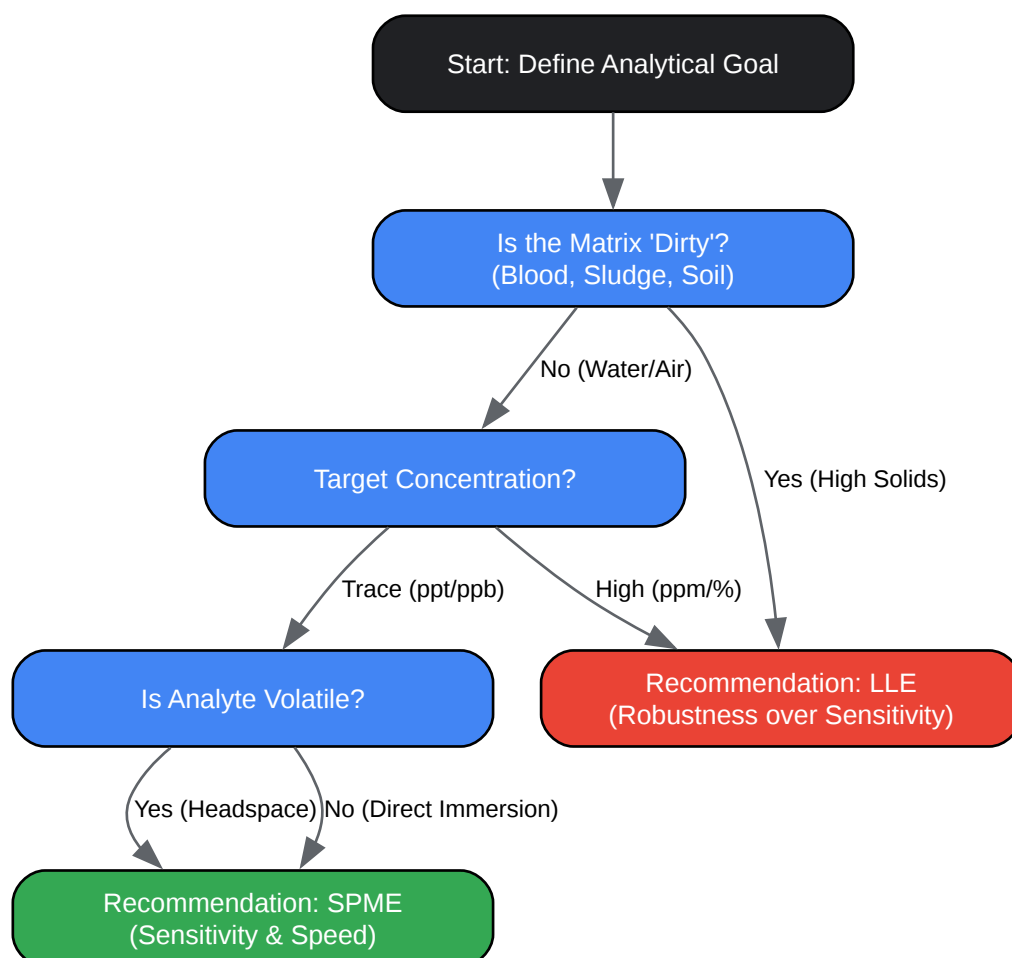 Start: Define Analytical Goal
Is the Matrix 'Dirty'?
(Blood, Sludge, Soil)
No (Water/Air)
Target Concentration?
Yes (High Solids)
Trace (ppt/ppb)
High (ppm/%)
Is Analyte Volatile?
Recommendation: LLE
(Robustness over Sensitivity)
Yes (Headspace)
No (Direct Immersion)
Recommendation: SPME
(Sensitivity & Speed)